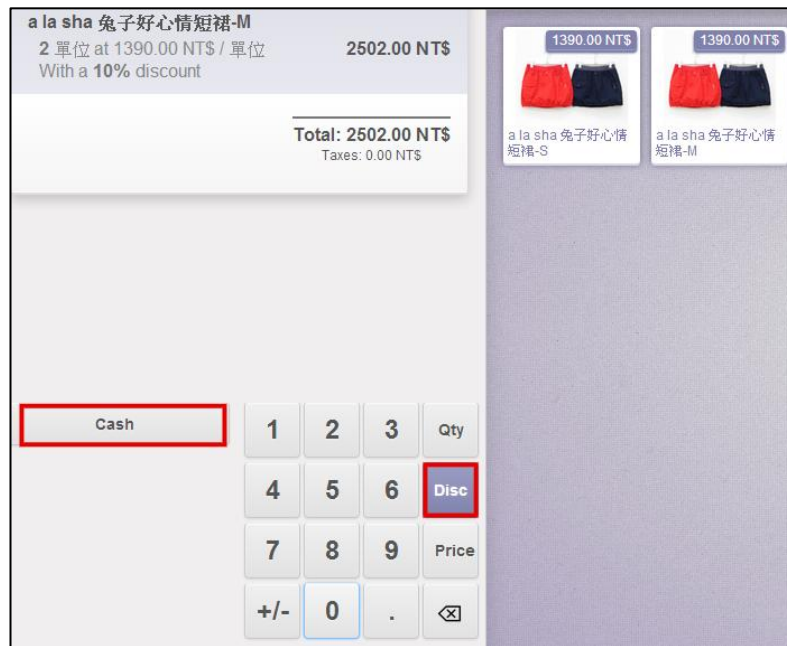 a la sha 兔子好心情短裙-M
2 單位 at 1390.00 NT$ / 單位 2502.00 NT$
With a 10% discount
Total: 2502.00 NT$
Taxes: 0.00 NT$
Cash
1 2 3 Qty
4 5 6 Disc
7 8 9 Price
+/- 0 .
1390.00 NT$
a la sha 兔子好心情
短裙-S
1390.00 NT$
a la sha 兔子好心情
短裙-M